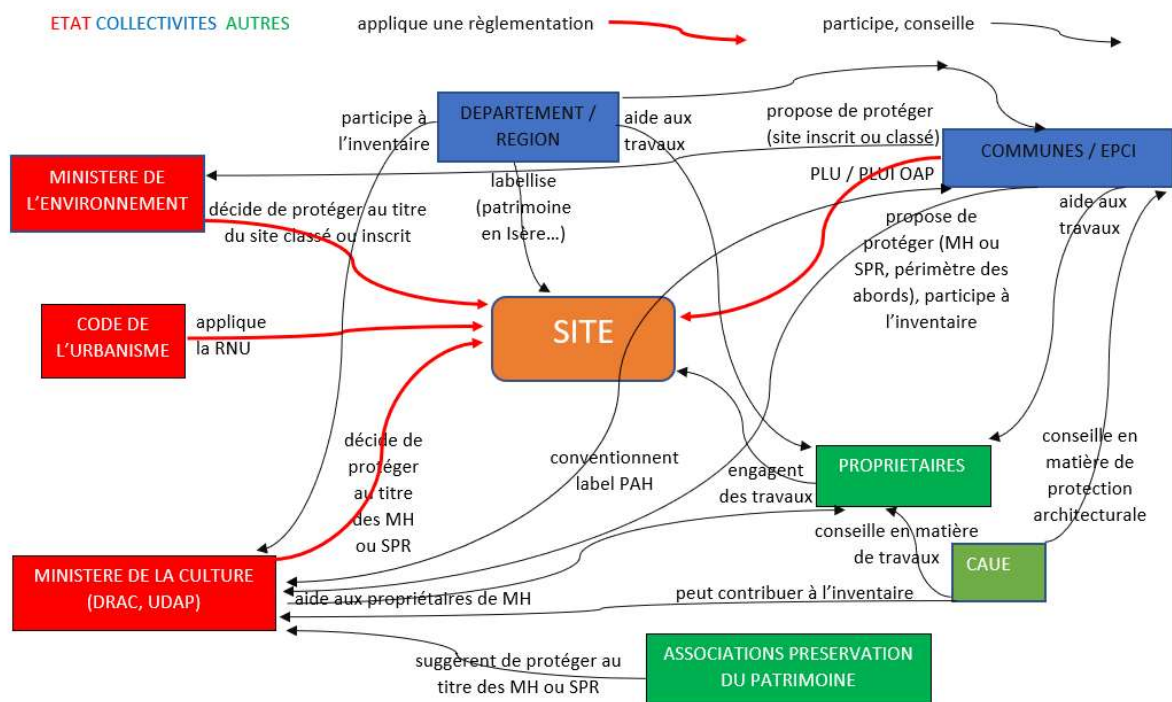 ETAT COLLECTIVITES AUTRES
applique une règlementation
participe, conseille
participe à
l'inventaire
DEPARTEMENT /
REGION
aide aux
travaux
propose de protéger
(site inscrit ou classé)
COMMUNES / EPCI
MINISTERE DE
L'ENVIRONNEMENT
décide de protéger au titre
du site classé ou inscrit
labellise
(patrimoine
en Isère...)
PLU / PLUI OAP
propose de
protéger (MH ou
SPR, périmètre des
abords), participe à
l'inventaire
aide aux
travaux
CODE DE
L'URBANISME
applique
la RNU
SITE
décide de
protéger
au titre
des MH
ou SPR
conventionnent
label PAH
engagent
des travaux
PROPRIETAIRES
conseille en
matière de
protection
architecturale
conseille en matière
de travaux
MINISTERE DE LA CULTURE
(DRAC, UDAP)
aide aux propriétaires de MH
peut contribuer à l'inventaire
CAUE
suggèrent de protéger au
titre des MH ou SPR
ASSOCIATIONS PRESERVATION
DU PATRIMOINE